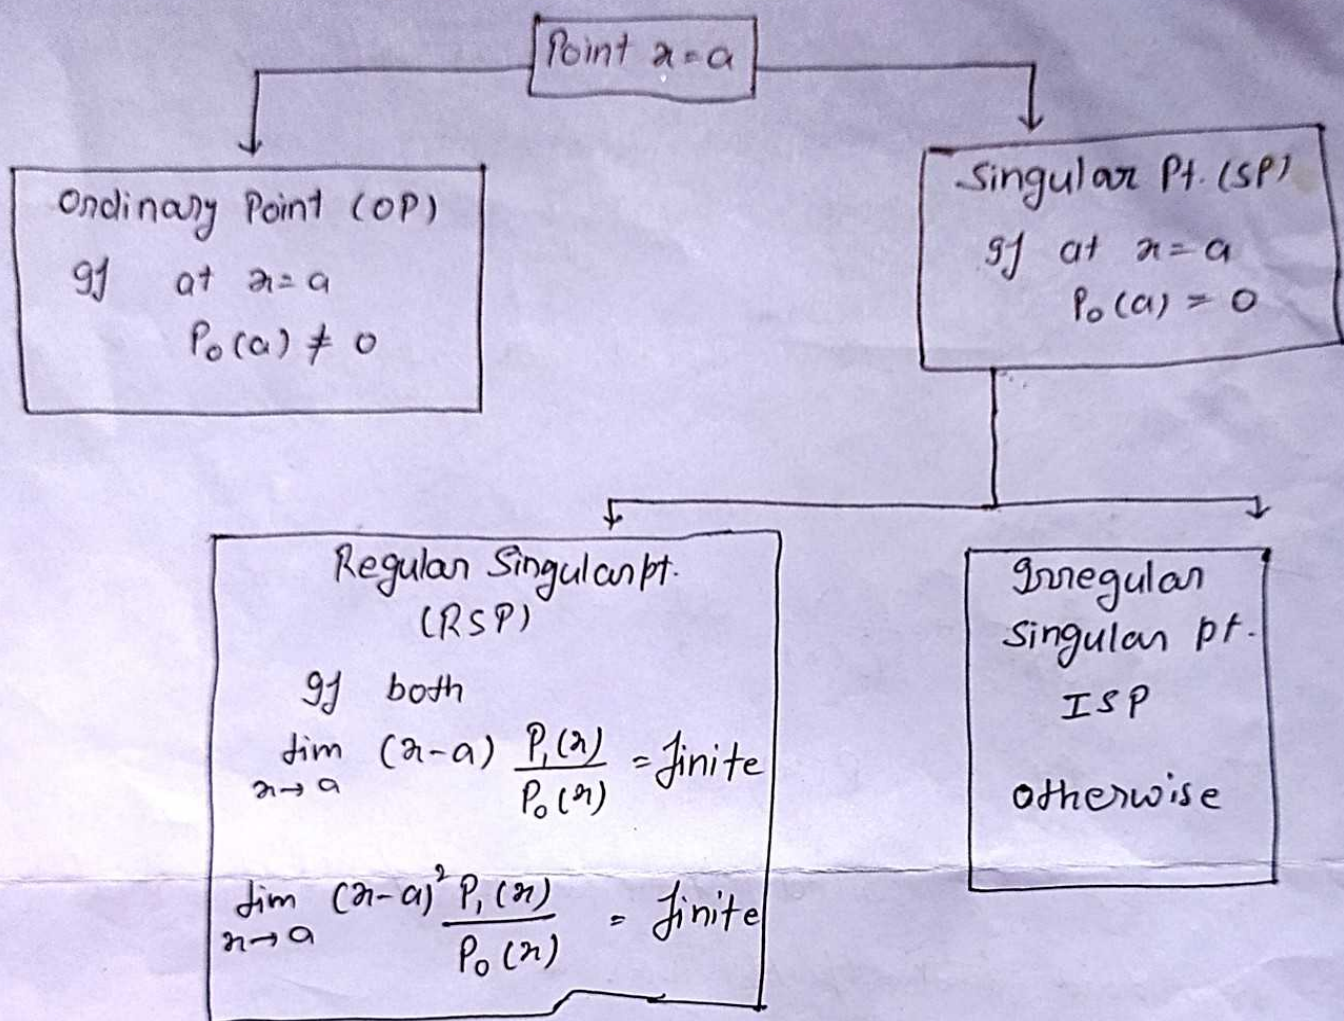 Point x=a
Ordinary Point (OP)
If at x=a
P₀(a) ≠ 0
Singular Pt. (SP)
If at x=a
P₀(a) = 0
Regular Singular pt.
(RSP)
If both
lim x→a (x-a) P₁(x)/P₀(x) = finite
lim x→a (x-a)² P₁(x)/P₀(x) = finite
Irregular
Singular pt.
ISP
otherwise